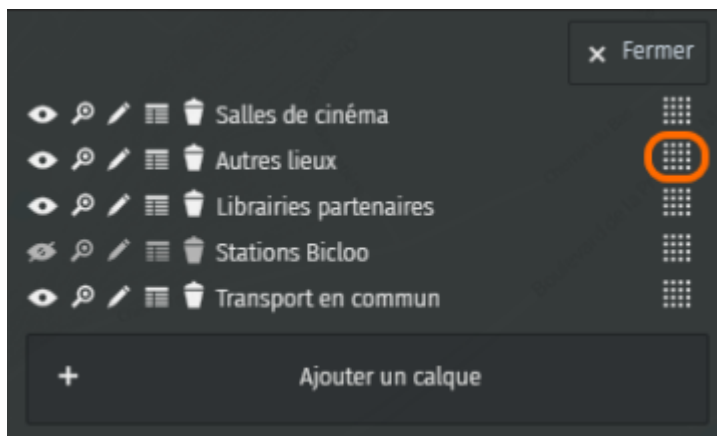 × Fermer
Salles de cinéma
Autres lieux
Librairies partenaires
Stations Bicloo
Transport en commun
+ Ajouter un calque